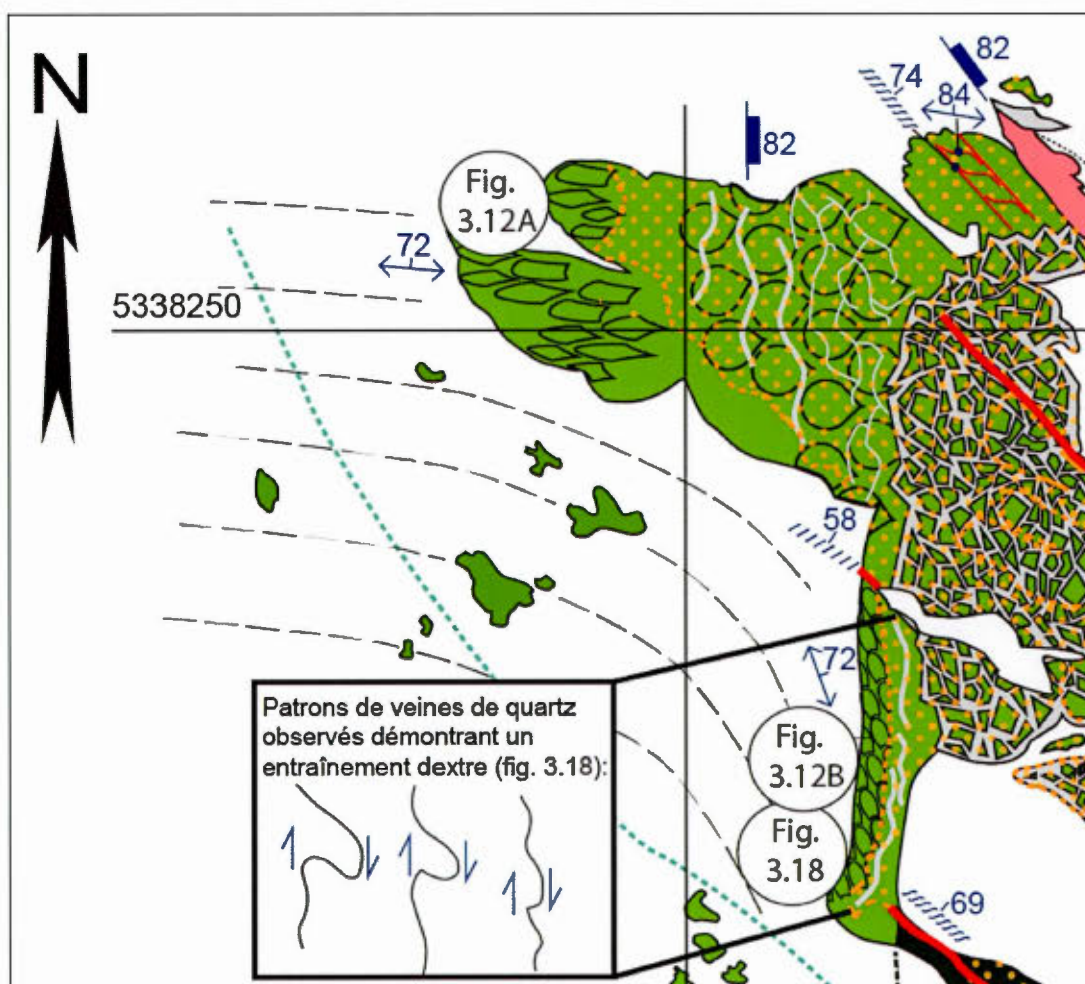 N
82
74
84
82
Fig.
3.12A
72
5338250
58
72
Patrons de veines de quartz
observés démontrant un
entraînement dextre (fig. 3.18):
Fig.
3.12B
Fig.
3.18
69